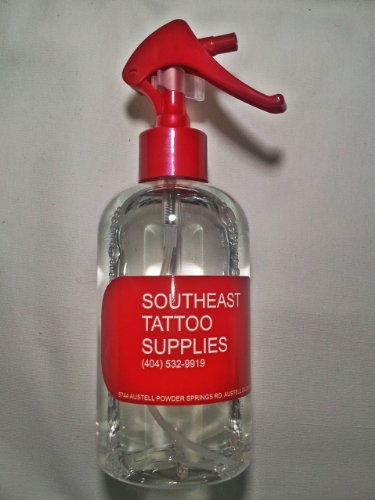 SOUTHEAST
TATTOO
SUPPLIES
(404) 532-9919
5744 AUSTELL POWDER SPRINGS RD. AUSTELL